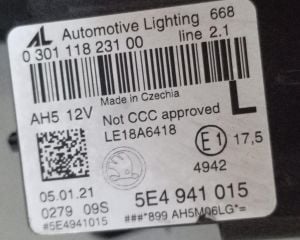 AL Automotive Lighting 668
0 301 118 231 00 line 2.1
Made in Czechia L
AH5 12V Not CCC approved
LE18A6418
E1 17,5
4942
05.01.21 5E4 941 015
0279 09S
#5E4941015 ###*899 AH5M06LG*=